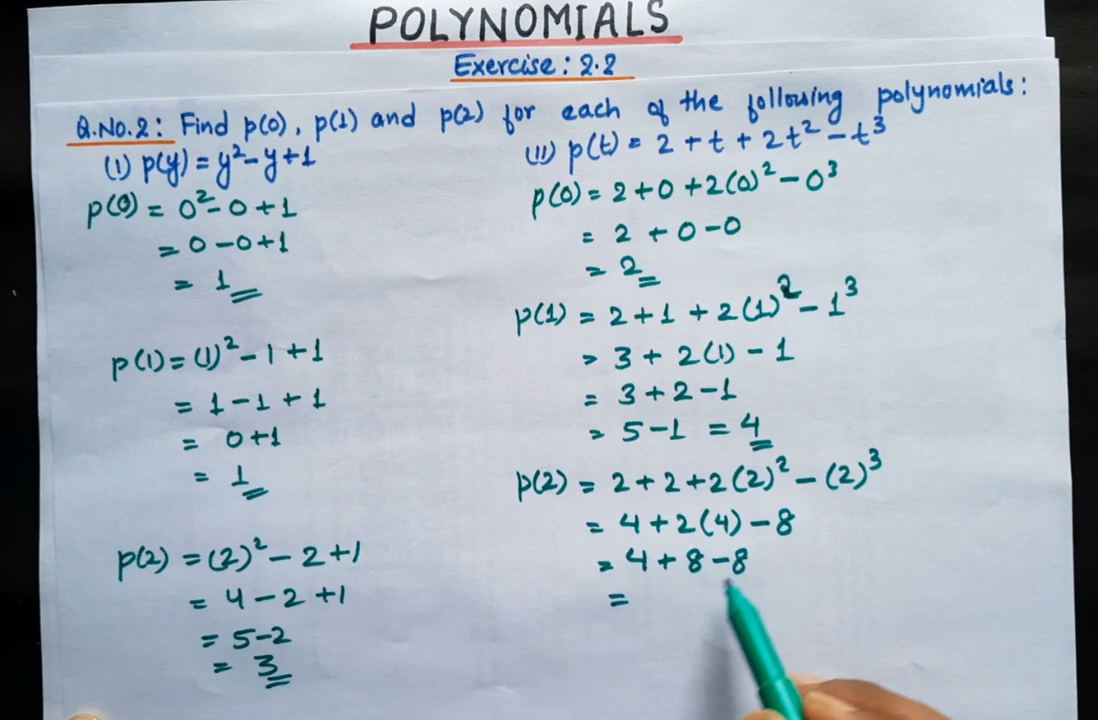 POLYNOMIALS
Exercise: 2.2
Q.NO.2: Find p(0), p(1) and p(2) for each of the following polynomials:
(i) p(y) = y² - y + 1
p(0) = 0² - 0 + 1
= 0 - 0 + 1
= 1
p(1) = (1)² - 1 + 1
= 1 - 1 + 1
= 0 + 1
= 1
p(2) = (2)² - 2 + 1
= 4 - 2 + 1
= 5 - 2
= 3
(ii) p(t) = 2 + t + 2t² - t³
p(0) = 2 + 0 + 2(0)² - 0³
= 2 + 0 - 0
= 2
p(1) = 2 + 1 + 2(1)² - 1³
= 3 + 2(1) - 1
= 3 + 2 - 1
= 5 - 1 = 4
p(2) = 2 + 2 + 2(2)² - (2)³
= 4 + 2(4) - 8
= 4 + 8 - 8
=